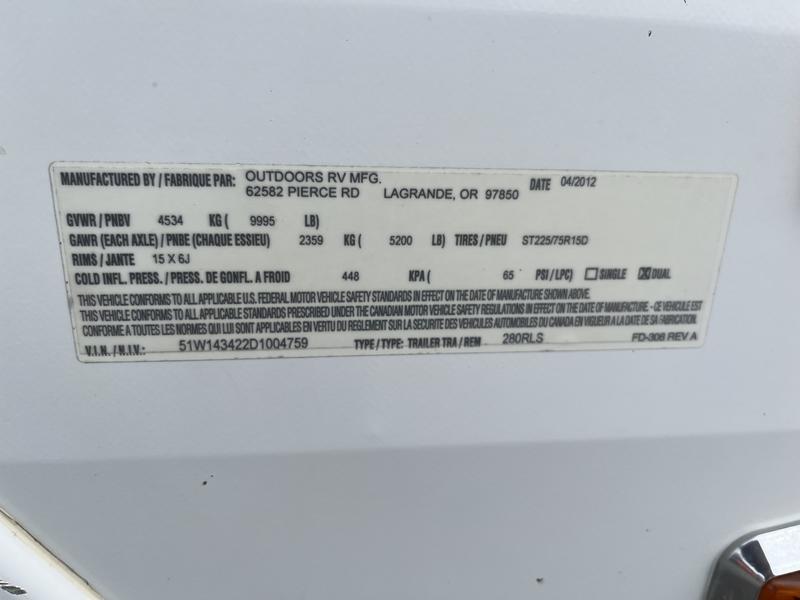 MANUFACTURED BY / FABRIQUE PAR: OUTDOORS RV MFG. DATE 04/2012
62582 PIERCE RD LAGRANDE, OR 97850
GVWR / PNBV 4534 KG ( 9995 LB)
GAWR (EACH AXLE) / PNBE (CHAQUE ESSIEU) 2359 KG ( 5200 LB) TIRES / PNEU ST225/75R15D
RIMS / JANTE 15 X 6J
COLD INFL. PRESS. / PRESS. DE GONFL. A FROID 448 KPA ( 65 PSI / LPC) SINGLE DUAL
THIS VEHICLE CONFORMS TO ALL APPLICABLE U.S. FEDERAL MOTOR VEHICLE SAFETY STANDARDS IN EFFECT ON THE DATE OF MANUFACTURE SHOWN ABOVE.
THIS VEHICLE CONFORMS TO ALL APPLICABLE STANDARDS PRESCRIBED UNDER THE CANADIAN MOTOR VEHICLE SAFETY REGULATIONS IN EFFECT ON THE DATE OF MANUFACTURE. - CE VEHICULE EST
CONFORME A TOUTES LES NORMES QUI LUI SONT APPLICABLES EN VERTU DU REGLEMENT SUR LA SECURITE DES VEHICULES AUTOMOBILES DU CANADA EN VIGUEUR A LA DATE DE SA FABRICATION
V.I.N. / N.I.V.: 51W143422D1004759 TYPE / TYPE: TRAILER TRA / REM 280RLS FD-308 REV A